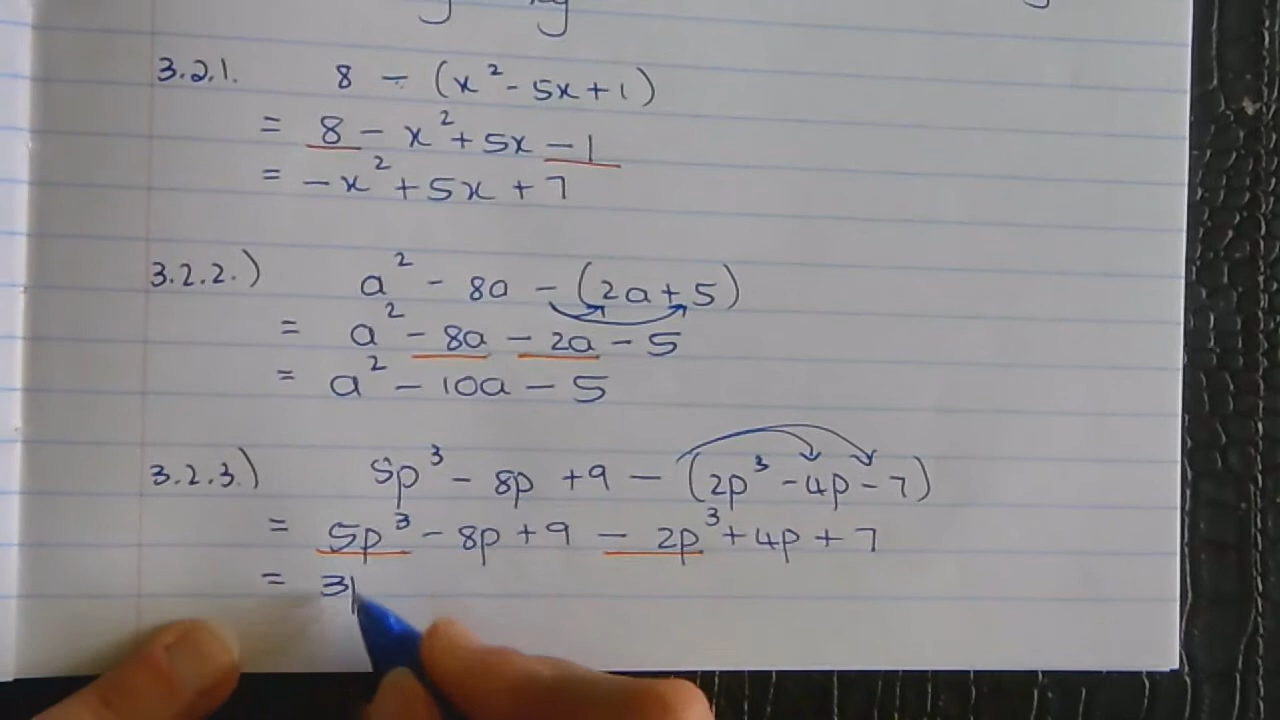 3.2.1. 8 - (x² - 5x + 1)
= 8 - x² + 5x - 1
= -x² + 5x + 7
3.2.2.) a² - 8a - (2a + 5)
= a² - 8a - 2a - 5
= a² - 10a - 5
3.2.3.) 5p³ - 8p + 9 - (2p³ - 4p - 7)
= 5p³ - 8p + 9 - 2p³ + 4p + 7
= 3